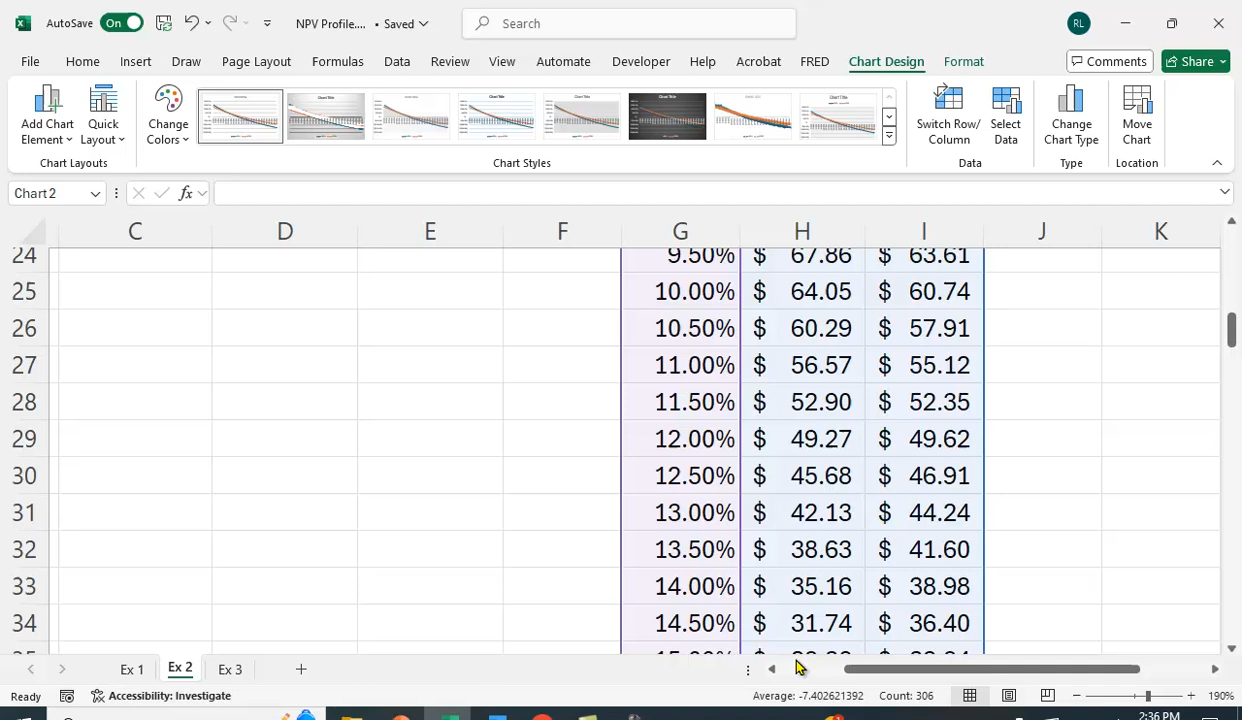 AutoSave On NPV Profile.... • Saved Search RL
File Home Insert Draw Page Layout Formulas Data Review View Automate Developer Help Acrobat FRED Chart Design Format Comments Share
Add Chart Element
Quick Layout
Change Colors
Switch Row/ Column
Select Data
Change Chart Type
Move Chart
Chart Layouts Chart Styles Data Type Location
Chart 2 fx
C D E F G H I J K
24 9.50% $ 67.86 $ 63.61
25 10.00% $ 64.05 $ 60.74
26 10.50% $ 60.29 $ 57.91
27 11.00% $ 56.57 $ 55.12
28 11.50% $ 52.90 $ 52.35
29 12.00% $ 49.27 $ 49.62
30 12.50% $ 45.68 $ 46.91
31 13.00% $ 42.13 $ 44.24
32 13.50% $ 38.63 $ 41.60
33 14.00% $ 35.16 $ 38.98
34 14.50% $ 31.74 $ 36.40
Ex 1 Ex 2 Ex 3
Ready Accessibility: Investigate Average: -7.402621392 Count: 306 190%
2:36 PM